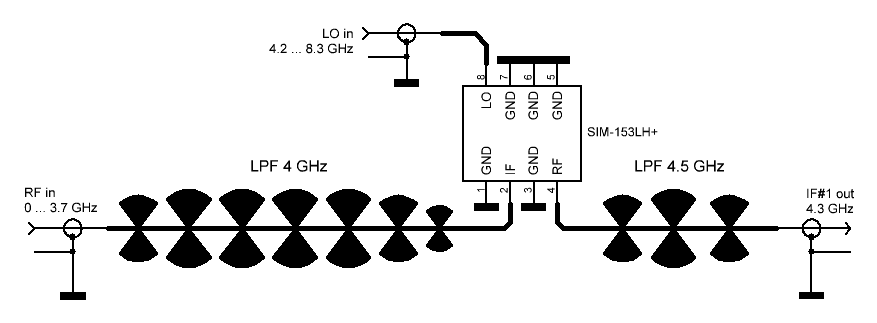 LO in
4.2 ... 8.3 GHz
8 7 6 5
LO GND GND GND
SIM-153LH+
GND IF GND RF
1 2 3 4
LPF 4 GHz
LPF 4.5 GHz
RF in
0 ... 3.7 GHz
IF#1 out
4.3 GHz